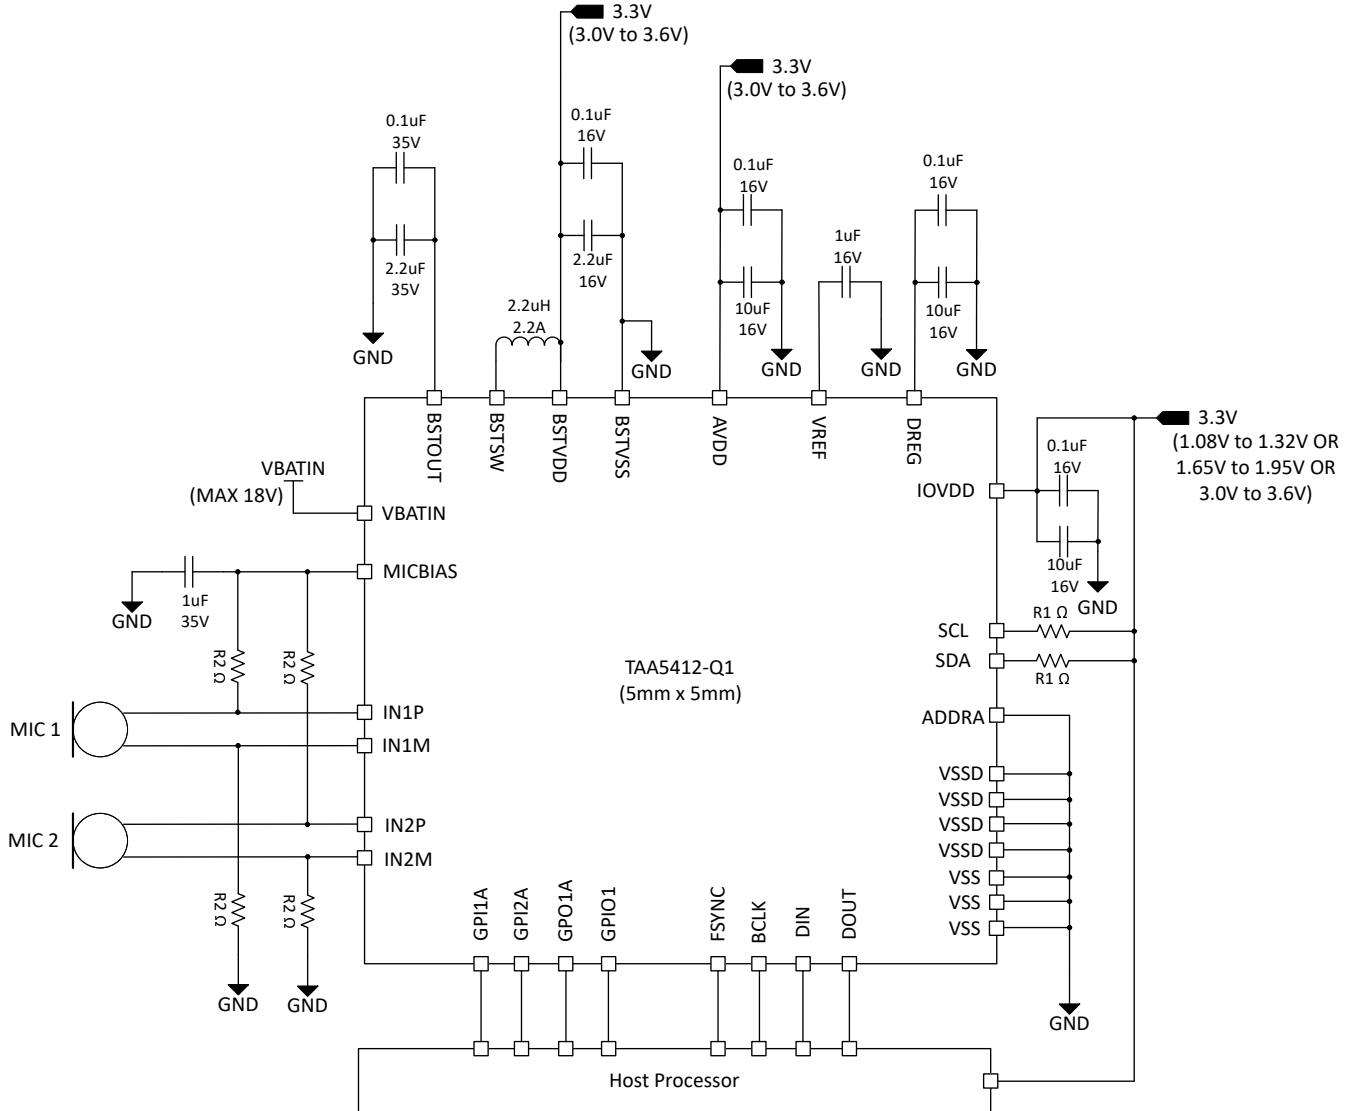 3.3V
(3.0V to 3.6V)
3.3V
(3.0V to 3.6V)
0.1uF
35V
0.1uF
16V
0.1uF
16V
0.1uF
16V
2.2uF
35V
2.2uF
16V
1uF
16V
10uF
16V
10uF
16V
2.2uH
2.2A
GND
GND
GND
GND
GND
BSTOUT
BSTSW
BSTVDD
BSTVSS
AVDD
VREF
DREG
3.3V
(1.08V to 1.32V OR
1.65V to 1.95V OR
3.0V to 3.6V)
0.1uF
16V
IOVDD
10uF
16V
GND
VBATIN
(MAX 18V)
VBATIN
MICBIAS
1uF
35V
GND
R2 Ω
R2 Ω
SCL
R1 Ω
SDA
R1 Ω
TAA5412-Q1
(5mm x 5mm)
MIC 1
IN1P
IN1M
MIC 2
IN2P
IN2M
R2 Ω
R2 Ω
GND
GND
ADDRA
VSSD
VSSD
VSSD
VSSD
VSS
VSS
VSS
GND
GPI1A
GPI2A
GPO1A
GPIO1
FSYNC
BCLK
DIN
DOUT
Host Processor